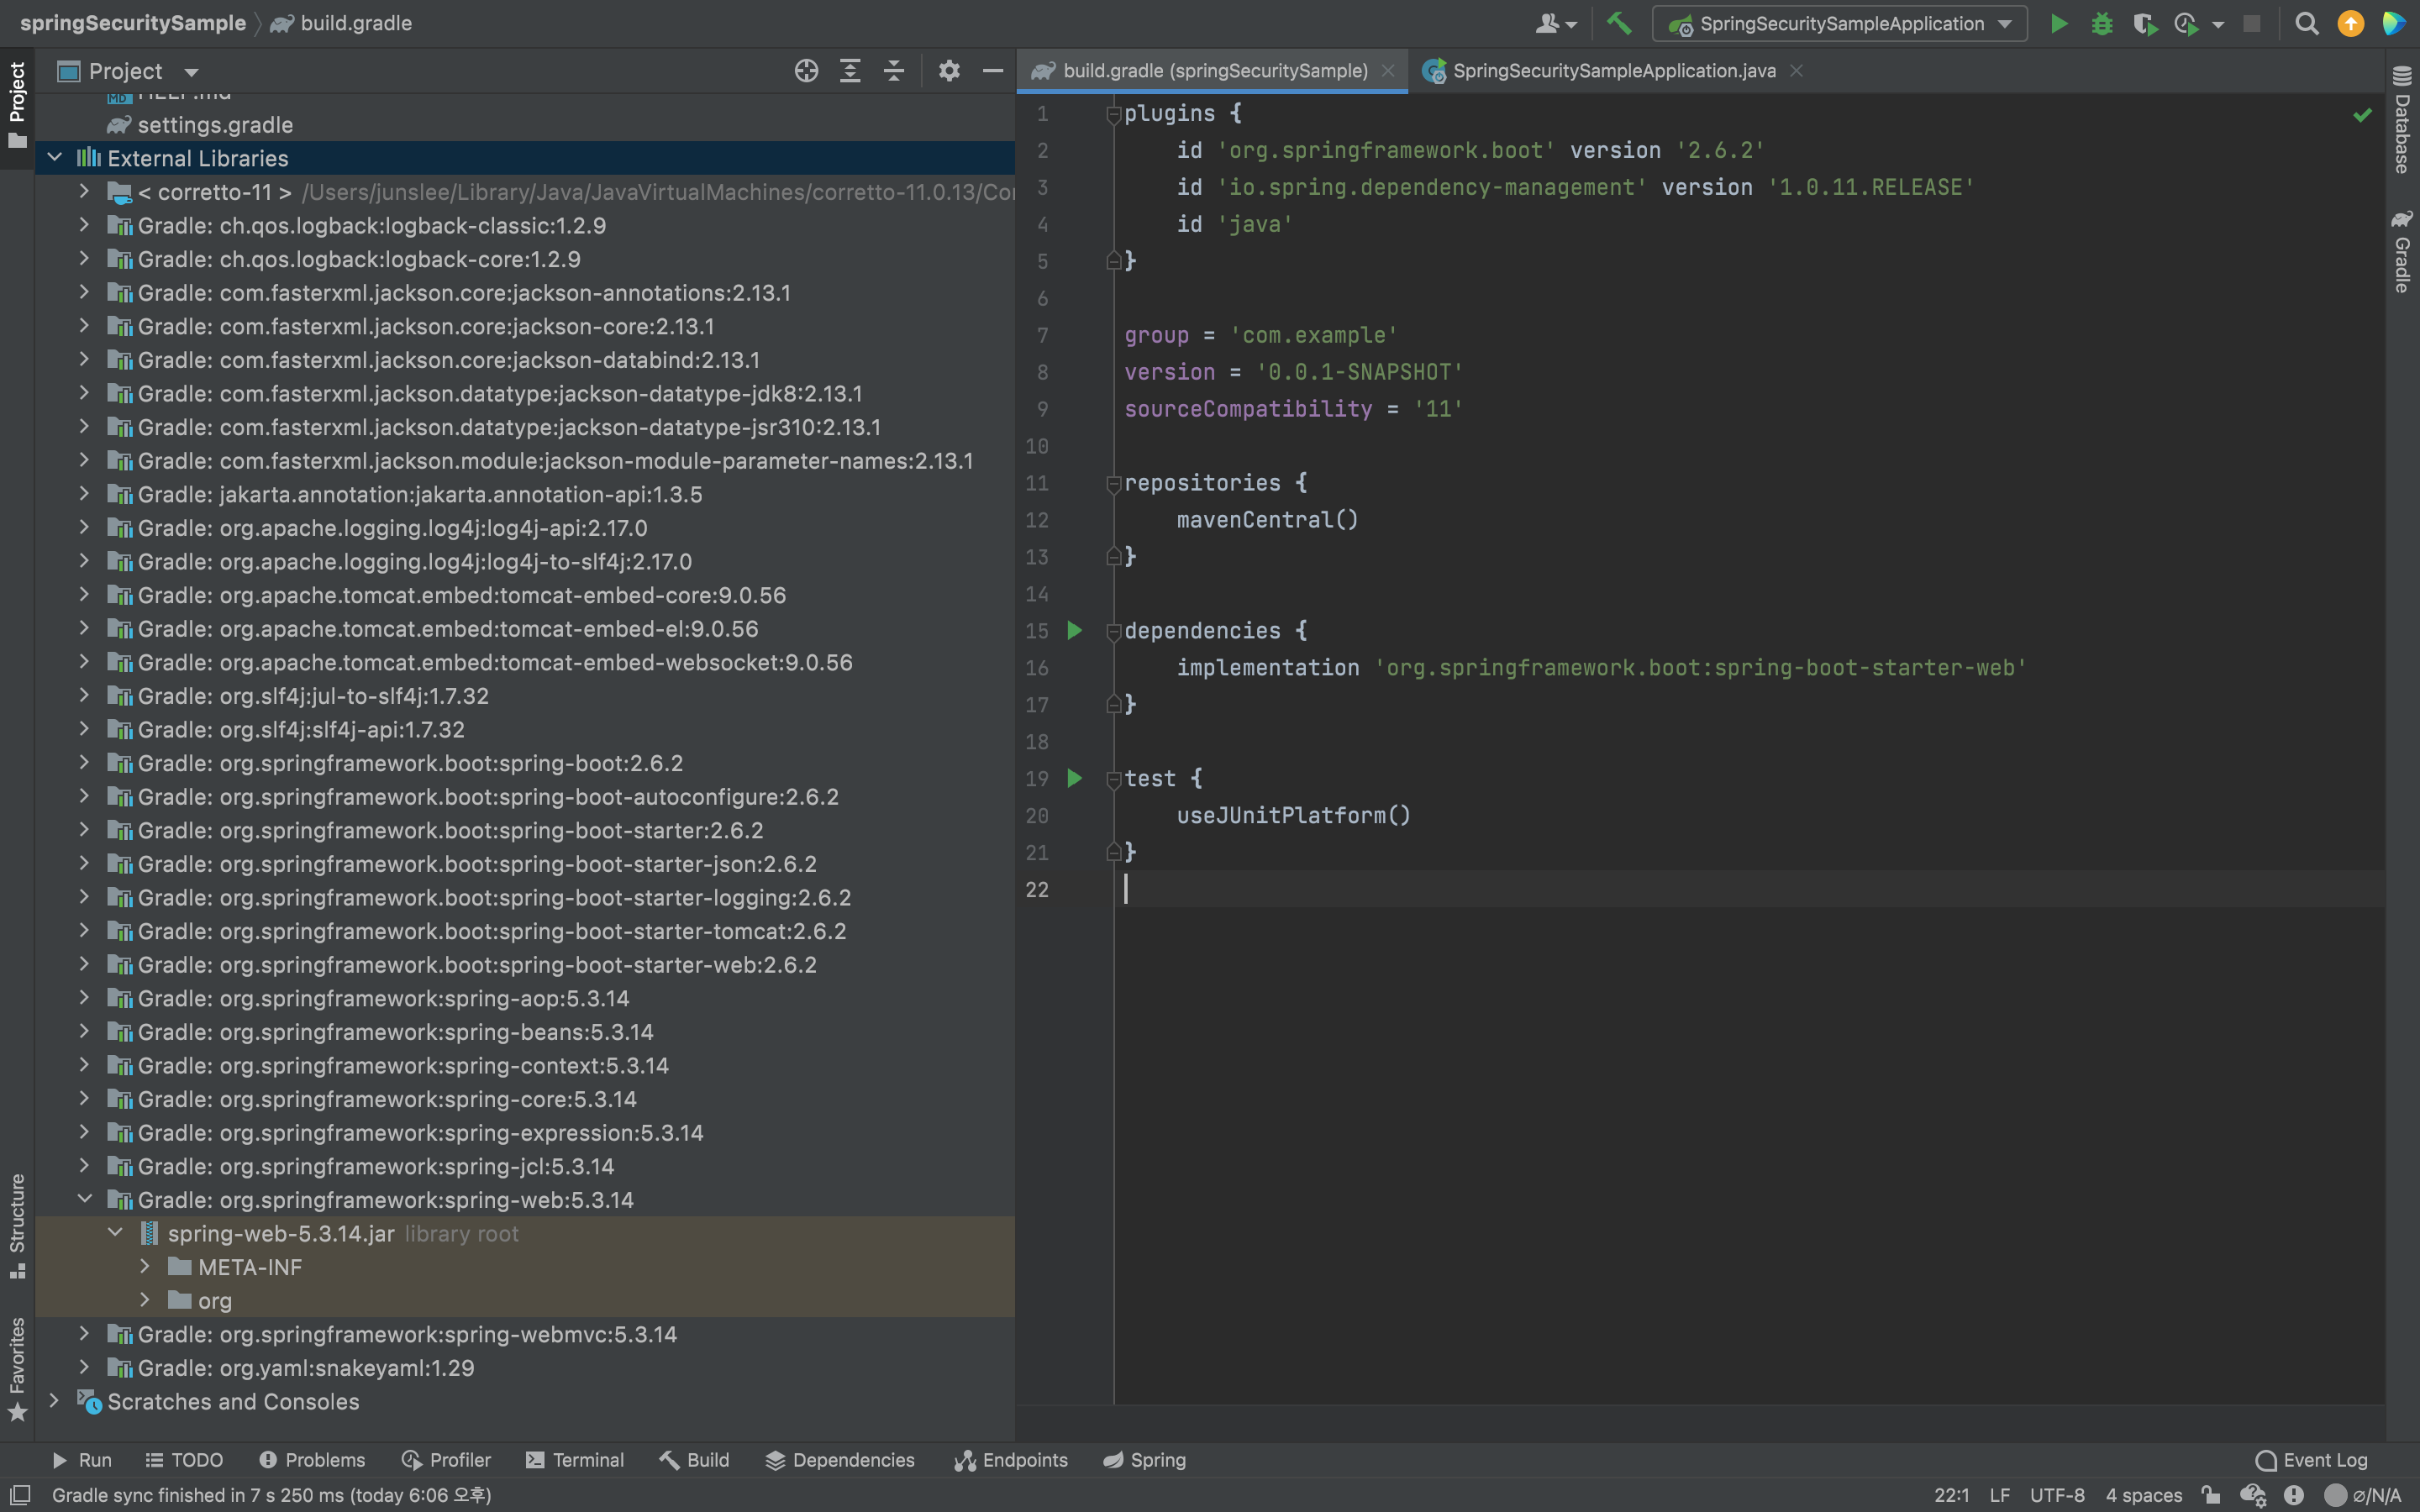 springSecuritySample
build.gradle
SpringSecuritySampleApplication
Project
Project
build.gradle (springSecuritySample)
SpringSecuritySampleApplication.java
settings.gradle
External Libraries
< corretto-11 > /Users/junslee/Library/Java/JavaVirtualMachines/corretto-11.0.13/Cor
Gradle: ch.qos.logback:logback-classic:1.2.9
Gradle: ch.qos.logback:logback-core:1.2.9
Gradle: com.fasterxml.jackson.core:jackson-annotations:2.13.1
Gradle: com.fasterxml.jackson.core:jackson-core:2.13.1
Gradle: com.fasterxml.jackson.core:jackson-databind:2.13.1
Gradle: com.fasterxml.jackson.datatype:jackson-datatype-jdk8:2.13.1
Gradle: com.fasterxml.jackson.datatype:jackson-datatype-jsr310:2.13.1
Gradle: com.fasterxml.jackson.module:jackson-module-parameter-names:2.13.1
Gradle: jakarta.annotation:jakarta.annotation-api:1.3.5
Gradle: org.apache.logging.log4j:log4j-api:2.17.0
Gradle: org.apache.logging.log4j:log4j-to-slf4j:2.17.0
Gradle: org.apache.tomcat.embed:tomcat-embed-core:9.0.56
Gradle: org.apache.tomcat.embed:tomcat-embed-el:9.0.56
Gradle: org.apache.tomcat.embed:tomcat-embed-websocket:9.0.56
Gradle: org.slf4j:jul-to-slf4j:1.7.32
Gradle: org.slf4j:slf4j-api:1.7.32
Gradle: org.springframework.boot:spring-boot:2.6.2
Gradle: org.springframework.boot:spring-boot-autoconfigure:2.6.2
Gradle: org.springframework.boot:spring-boot-starter:2.6.2
Gradle: org.springframework.boot:spring-boot-starter-json:2.6.2
Gradle: org.springframework.boot:spring-boot-starter-logging:2.6.2
Gradle: org.springframework.boot:spring-boot-starter-tomcat:2.6.2
Gradle: org.springframework.boot:spring-boot-starter-web:2.6.2
Gradle: org.springframework:spring-aop:5.3.14
Gradle: org.springframework:spring-beans:5.3.14
Gradle: org.springframework:spring-context:5.3.14
Gradle: org.springframework:spring-core:5.3.14
Gradle: org.springframework:spring-expression:5.3.14
Gradle: org.springframework:spring-jcl:5.3.14
Gradle: org.springframework:spring-web:5.3.14
spring-web-5.3.14.jar library root
META-INF
org
Gradle: org.springframework:spring-webmvc:5.3.14
Gradle: org.yaml:snakeyaml:1.29
Scratches and Consoles
Structure
Favorites
1 plugins {
2 id 'org.springframework.boot' version '2.6.2'
3 id 'io.spring.dependency-management' version '1.0.11.RELEASE'
4 id 'java'
5 }
6
7 group = 'com.example'
8 version = '0.0.1-SNAPSHOT'
9 sourceCompatibility = '11'
10
11 repositories {
12 mavenCentral()
13 }
14
15 dependencies {
16 implementation 'org.springframework.boot:spring-boot-starter-web'
17 }
18
19 test {
20 useJUnitPlatform()
21 }
22
Database
Gradle
Run
TODO
Problems
Profiler
Terminal
Build
Dependencies
Endpoints
Spring
Event Log
Gradle sync finished in 7 s 250 ms (today 6:06 오후)
22:1 LF UTF-8 4 spaces ⌀/N/A